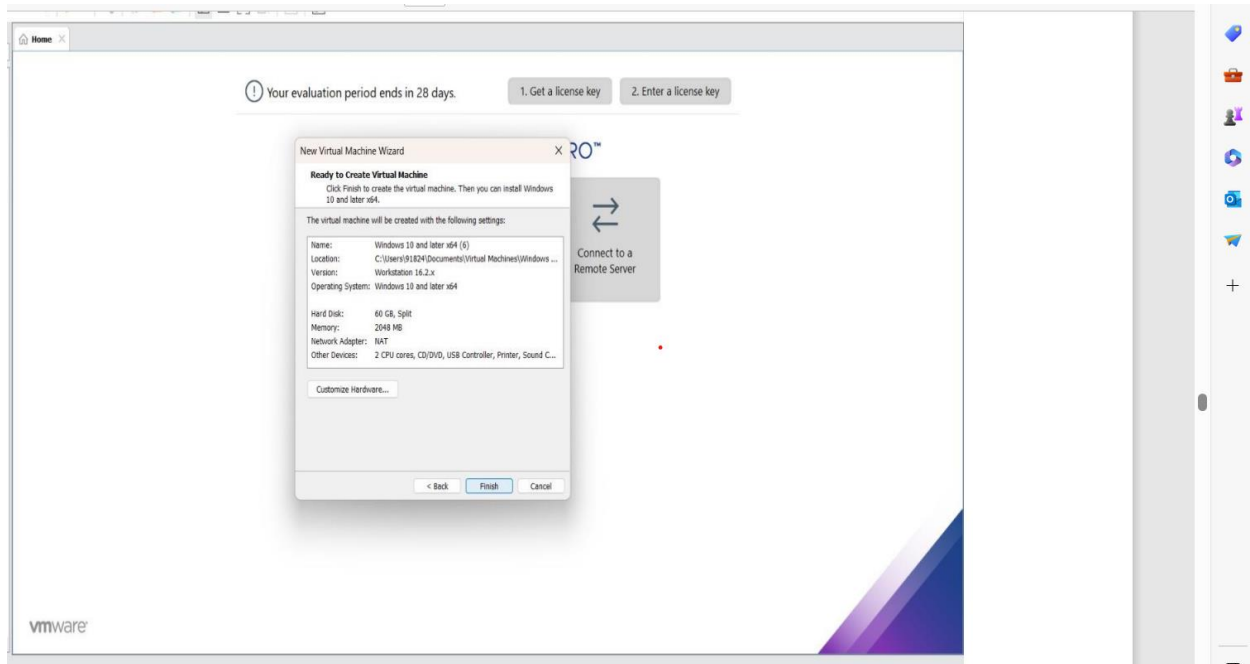 Home
Your evaluation period ends in 28 days.
1. Get a license key
2. Enter a license key
RO™
New Virtual Machine Wizard
Ready to Create Virtual Machine
Click Finish to create the virtual machine. Then you can install Windows
10 and later x64.
The virtual machine will be created with the following settings:
Name: Windows 10 and later x64 (6)
Location: C:\Users\91824\Documents\Virtual Machines\Windows ...
Version: Workstation 16.2.x
Operating System: Windows 10 and later x64
Hard Disk: 60 GB, Split
Memory: 2048 MB
Network Adapter: NAT
Other Devices: 2 CPU cores, CD/DVD, USB Controller, Printer, Sound C...
Customize Hardware...
< Back
Finish
Cancel
Connect to a
Remote Server
vmware